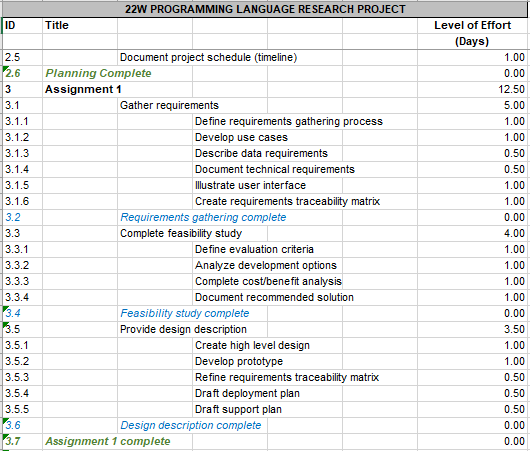 22W PROGRAMMING LANGUAGE RESEARCH PROJECT
ID Title Level of Effort
(Days)
2.5 Document project schedule (timeline) 1.00
2.6 Planning Complete 0.00
3 Assignment 1 12.50
3.1 Gather requirements 5.00
3.1.1 Define requirements gathering process 1.00
3.1.2 Develop use cases 1.00
3.1.3 Describe data requirements 0.50
3.1.4 Document technical requirements 0.50
3.1.5 Illustrate user interface 1.00
3.1.6 Create requirements traceability matrix 1.00
3.2 Requirements gathering complete 0.00
3.3 Complete feasibility study 4.00
3.3.1 Define evaluation criteria 1.00
3.3.2 Analyze development options 1.00
3.3.3 Complete cost/benefit analysis 1.00
3.3.4 Document recommended solution 1.00
3.4 Feasibility study complete 0.00
3.5 Provide design description 3.50
3.5.1 Create high level design 1.00
3.5.2 Develop prototype 1.00
3.5.3 Refine requirements traceability matrix 0.50
3.5.4 Draft deployment plan 0.50
3.5.5 Draft support plan 0.50
3.6 Design description complete 0.00
3.7 Assignment 1 complete 0.00